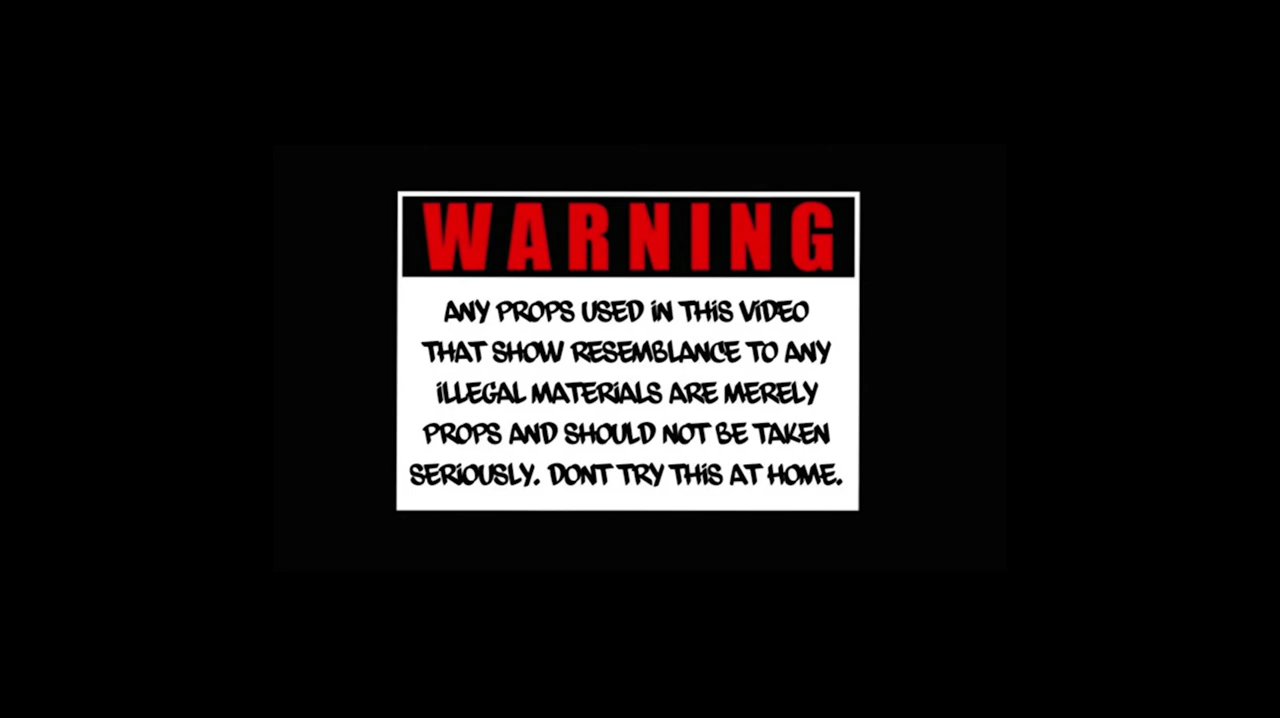 WARNING
ANY PROPS USED iN THiS ViDEO
THAT SHOW RESEMBLANCE TO ANY
iLLEGAL MATERiALS ARE MERELY
PROPS AND SHOULD NOT BE TAKEN
SERiOUSLY. DONT TRY THiS AT HOME.